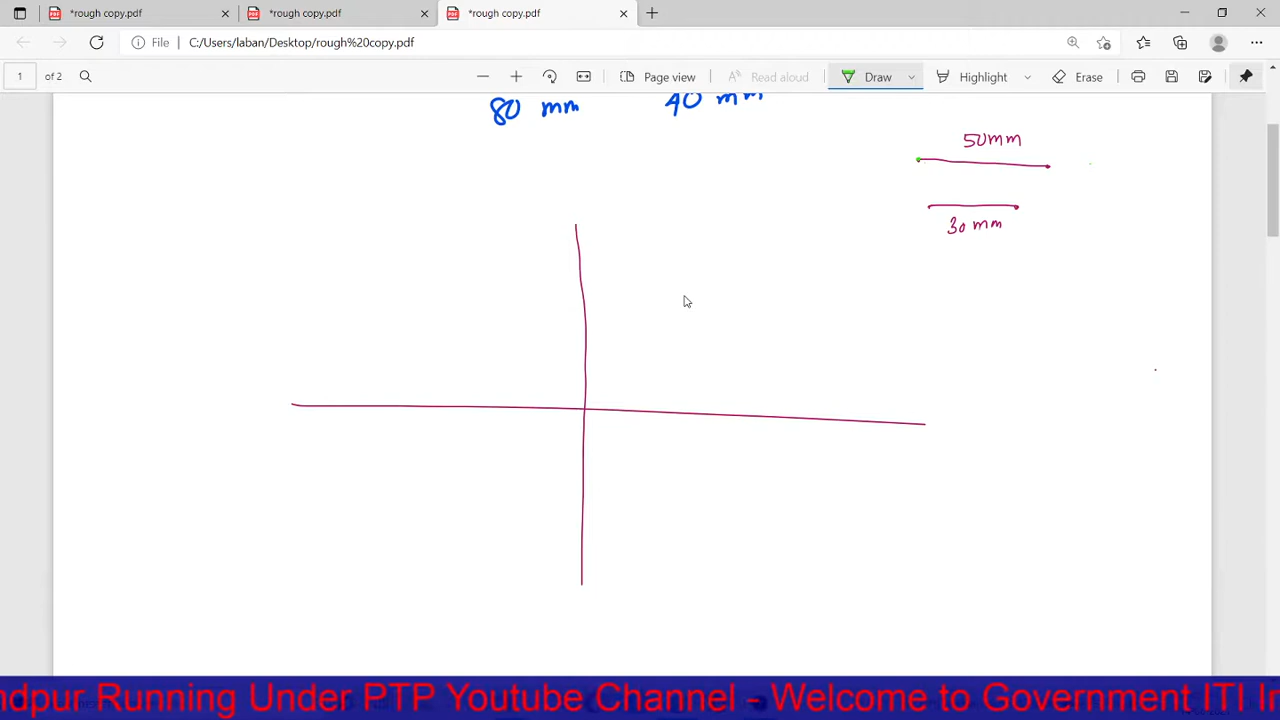 *rough copy.pdf
*rough copy.pdf
*rough copy.pdf
File C:/Users/laban/Desktop/rough%20copy.pdf
1 of 2
Page view
Read aloud
Draw
Highlight
Erase
80 mm 40 mm
50mm
30mm
ndpur Running Under PTP Youtube Channel - Welcome to Government ITI In